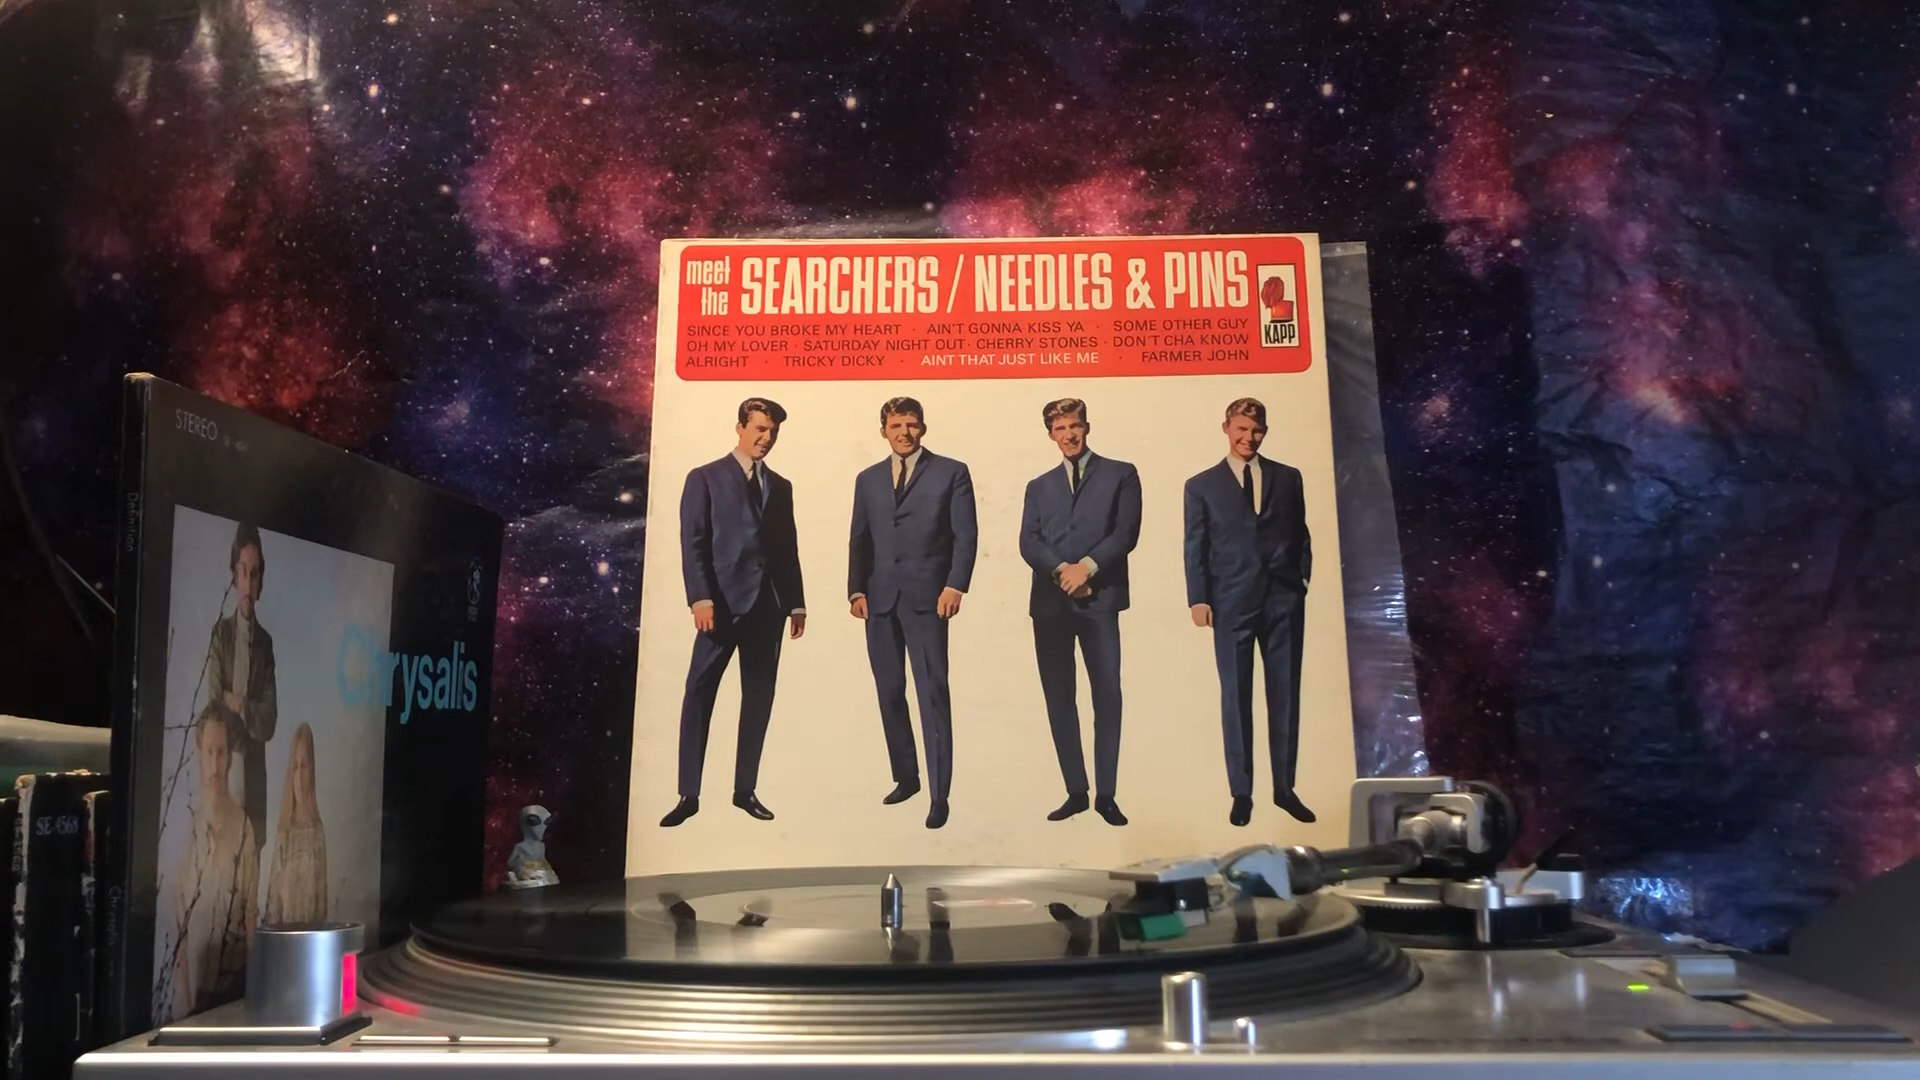 meet the SEARCHERS / NEEDLES & PINS
SINCE YOU BROKE MY HEART · AIN'T GONNA KISS YA · SOME OTHER GUY
OH MY LOVER · SATURDAY NIGHT OUT · CHERRY STONES · DON'T CHA KNOW
ALRIGHT · TRICKY DICKY · AINT THAT JUST LIKE ME · FARMER JOHN
KAPP
STEREO
Definition
Chrysalis
SE 4568
Chrysalis